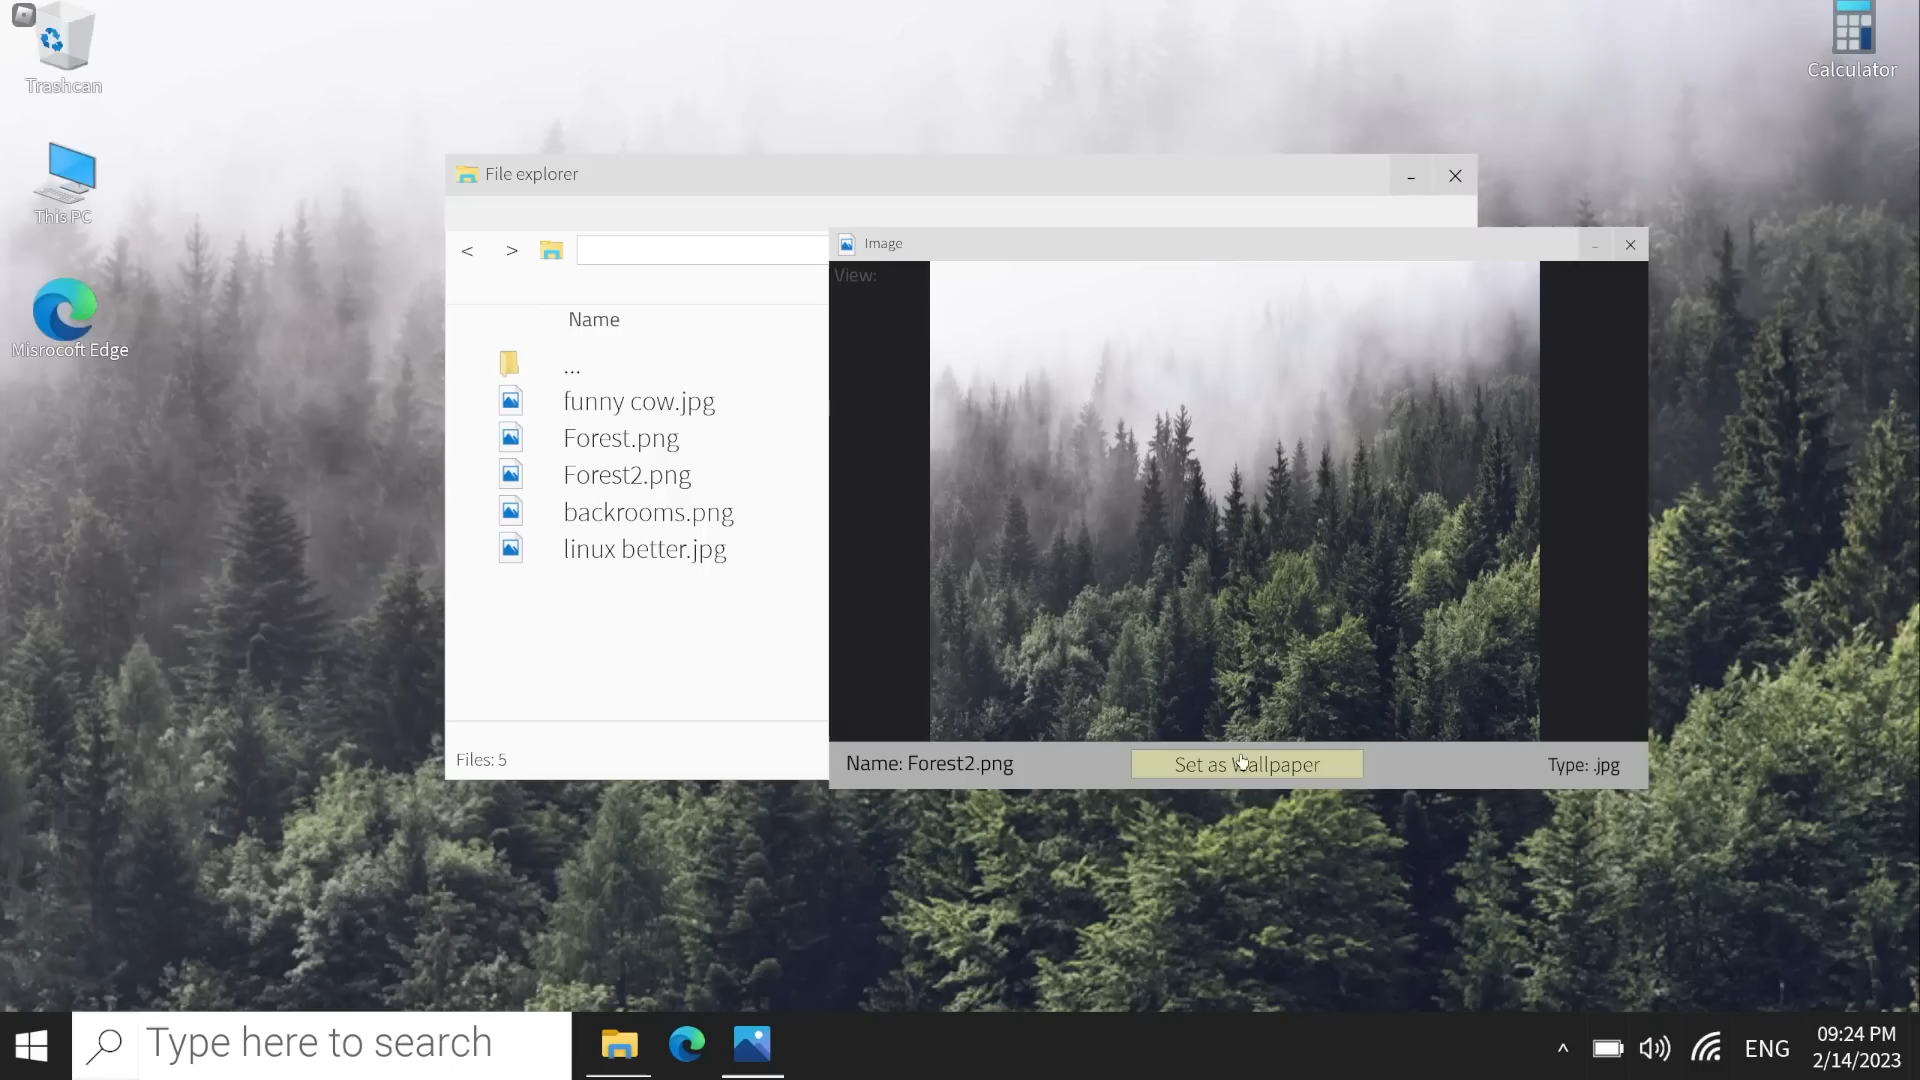 Trashcan
This PC
Misrocoft Edge
Calculator
File explorer
Name
...
funny cow.jpg
Forest.png
Forest2.png
backrooms.png
linux better.jpg
Files: 5
Image
View:
Name: Forest2.png
Set as Wallpaper
Type: .jpg
Type here to search
ENG
09:24 PM
2/14/2023